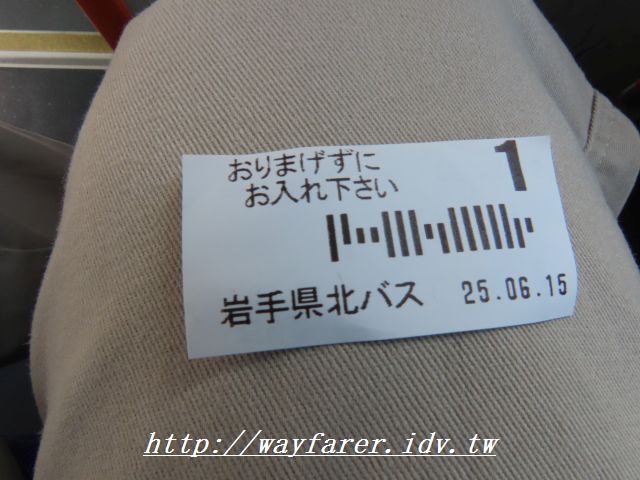 おりまげずに
お入れ下さい
1
岩手県北バス 25.06.15
http://wayfarer.idv.tw